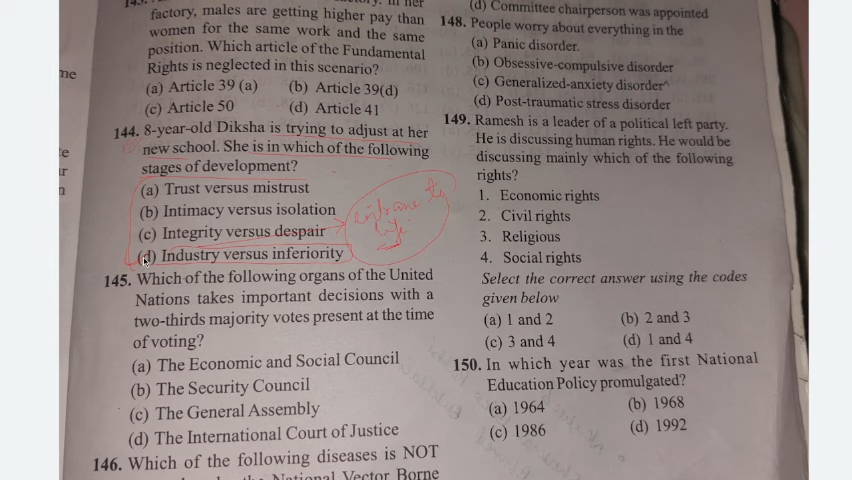 factory, males are getting higher pay than
women for the same work and the same
position. Which article of the Fundamental
Rights is neglected in this scenario?
(a) Article 39 (a) (b) Article 39(d)
(c) Article 50 (d) Article 41
144. 8-year-old Diksha is trying to adjust at her
new school. She is in which of the following
stages of development?
(a) Trust versus mistrust
(b) Intimacy versus isolation
(c) Integrity versus despair
(d) Industry versus inferiority
to
life
145. Which of the following organs of the United
Nations takes important decisions with a
two-thirds majority votes present at the time
of voting?
(a) The Economic and Social Council
(b) The Security Council
(c) The General Assembly
(d) The International Court of Justice
146. Which of the following diseases is NOT
National Vector Borne
(d) Committee chairperson was appointed
148. People worry about everything in the
(a) Panic disorder.
(b) Obsessive-compulsive disorder
(c) Generalized-anxiety disorder
(d) Post-traumatic stress disorder
149. Ramesh is a leader of a political left party.
He is discussing human rights. He would be
discussing mainly which of the following
rights?
1. Economic rights
2. Civil rights
3. Religious
4. Social rights
Select the correct answer using the codes
given below
(a) 1 and 2 (b) 2 and 3
(c) 3 and 4 (d) 1 and 4
150. In which year was the first National
Education Policy promulgated?
(a) 1964 (b) 1968
(c) 1986 (d) 1992